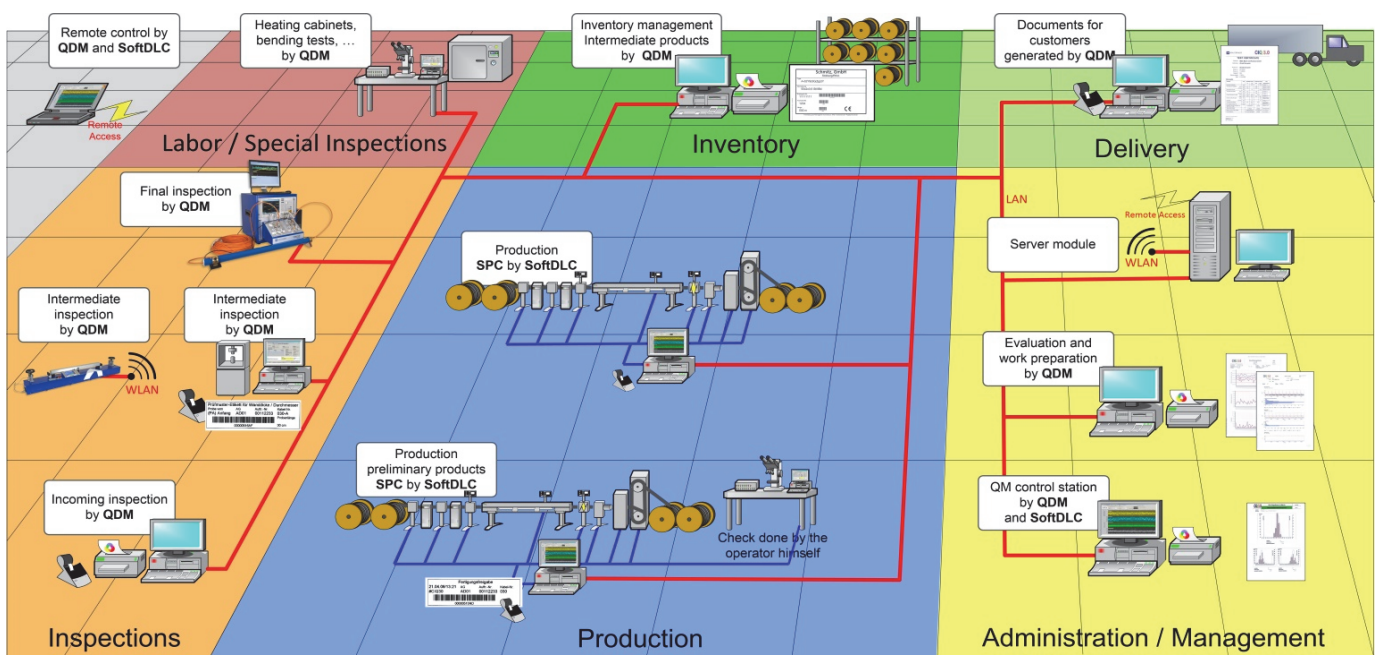 Remote control by
QDM and SoftDLC
Remote
Access
Heating cabinets,
bending tests, ...
by QDM
Labor / Special Inspections
Inventory management
Intermediate products
by QDM
Schmitz, GmbH
Inventory
Documents for
customers
generated by QDM
Delivery
Final inspection
by QDM
Intermediate
inspection
by QDM
WLAN
Intermediate
inspection
by QDM
Incoming inspection
by QDM
Inspections
Production
SPC by SoftDLC
Production
preliminary products
SPC by SoftDLC
Check done by the
operator himself
Production
LAN
Remote Access
Server module
WLAN
Evaluation and
work preparation
by QDM
QM control station
by QDM
and SoftDLC
Administration / Management